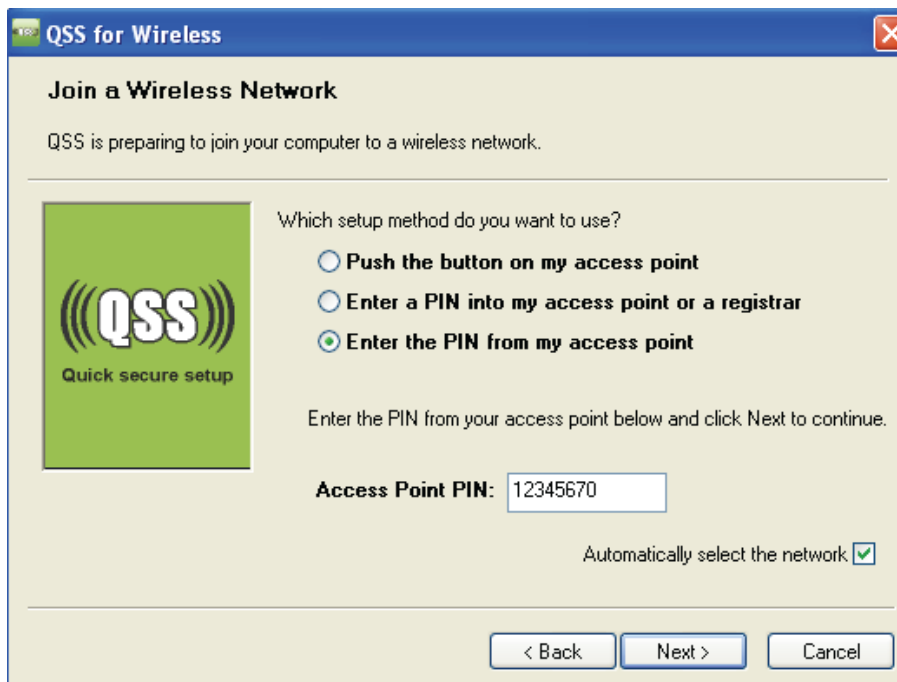 QSS for Wireless
Join a Wireless Network
QSS is preparing to join your computer to a wireless network.
Which setup method do you want to use?
Push the button on my access point
Enter a PIN into my access point or a registrar
Enter the PIN from my access point
(((QSS)))
Quick secure setup
Enter the PIN from your access point below and click Next to continue.
Access Point PIN: 12345670
Automatically select the network
< Back Next > Cancel